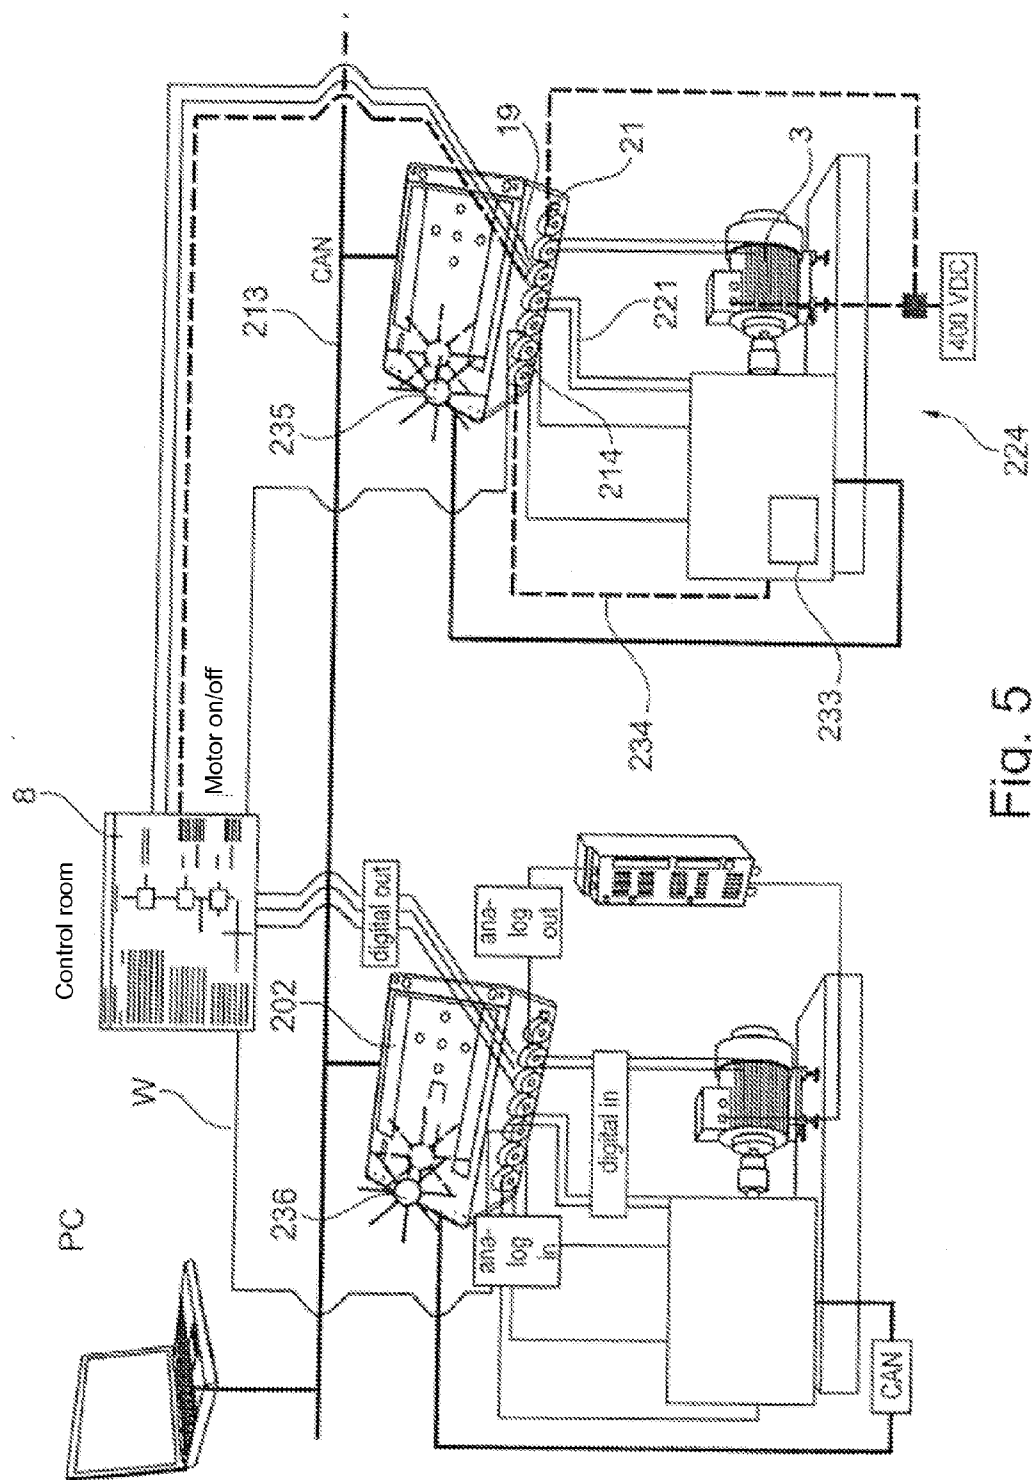 PC
W
Control room
8
Motor on/off
236
202
digital out
213
CAN
235
19
21
ana-
log
in
digital in
ana-
log
out
214
221
3
234
233
400 VDC
224
CAN
Fig. 5